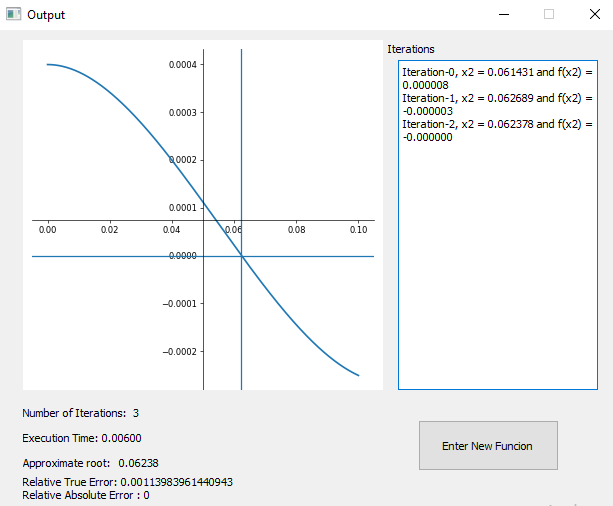 Output
Iterations
Iteration-0, x2 = 0.061431 and f(x2) =
0.000008
Iteration-1, x2 = 0.062689 and f(x2) =
-0.000003
Iteration-2, x2 = 0.062378 and f(x2) =
-0.000000
0.0004
0.0003
0.0002
0.0001
0.00 0.02 0.04 0.06 0.08 0.10
0.0000
−0.0001
−0.0002
Number of Iterations: 3
Execution Time: 0.00600
Approximate root: 0.06238
Relative True Error: 0.00113983961440943
Relative Absolute Error : 0
Enter New Funcion